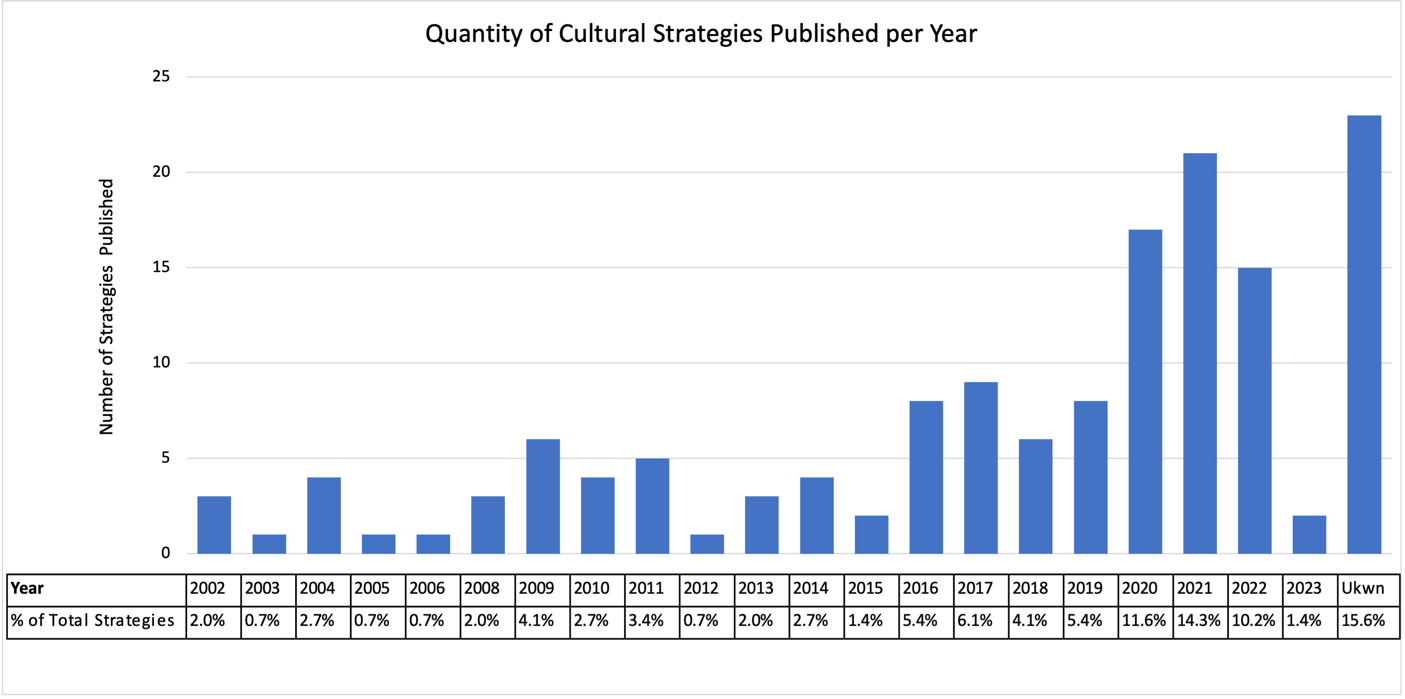 Quantity of Cultural Strategies Published per Year
25
20
15
10
5
0
Number of Strategies Published
Year 2002 2003 2004 2005 2006 2008 2009 2010 2011 2012 2013 2014 2015 2016 2017 2018 2019 2020 2021 2022 2023 Ukwn
% of Total Strategies 2.0% 0.7% 2.7% 0.7% 0.7% 2.0% 4.1% 2.7% 3.4% 0.7% 2.0% 2.7% 1.4% 5.4% 6.1% 4.1% 5.4% 11.6% 14.3% 10.2% 1.4% 15.6%